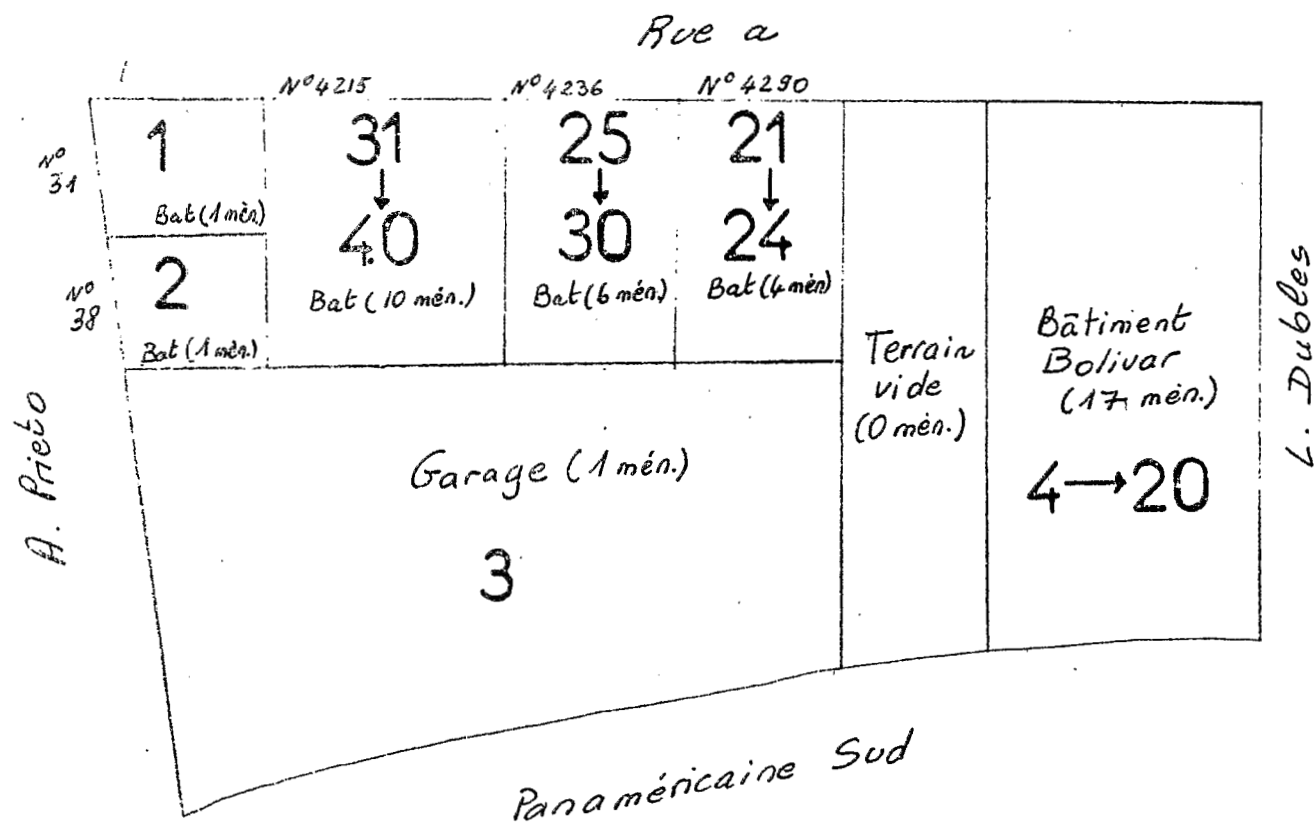 Rue a
N° 4215
N° 4236
N° 4290
N° 31
1
Bat (1 mén.)
31
40
Bat (10 mén.)
25
30
Bat (6 mén)
21
24
Bat (4 mén)
N° 38
2
Bat (1 mén.)
Terrain
vide
(0 mén.)
Bâtiment
Bolivar
(17 mén.)
4→20
L. Dubles
A. Prieto
Garage (1 mén.)
3
Panaméricaine Sud